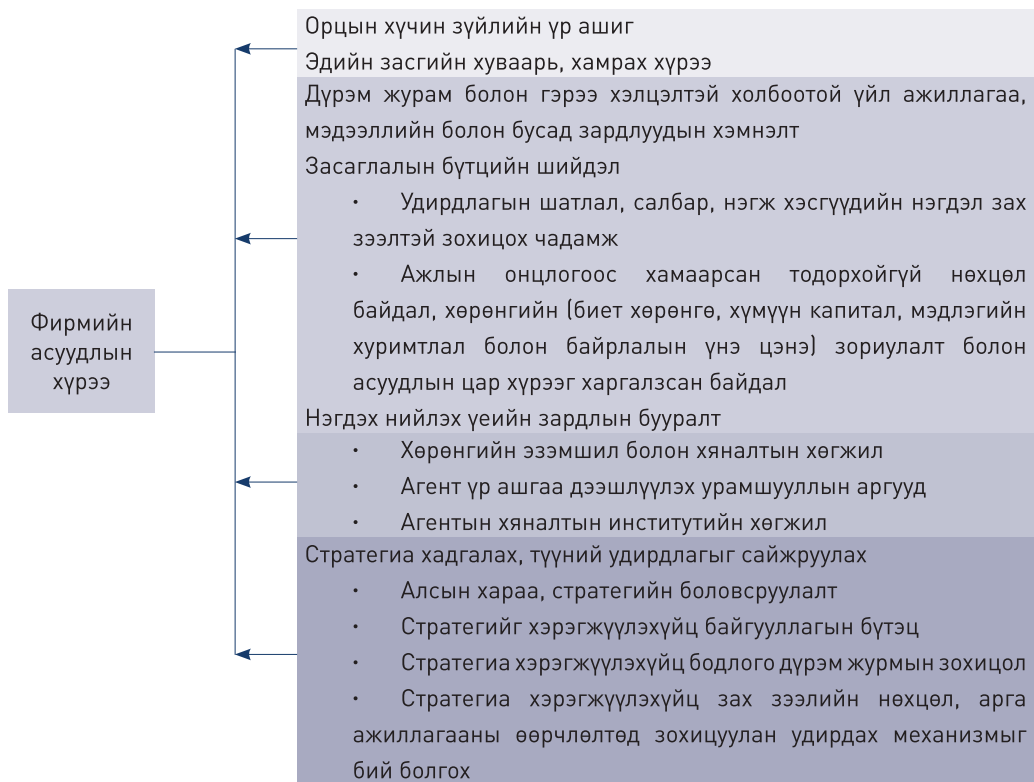 Орцын хүчин зүйлийн үр ашиг
Эдийн засгийн хуваарь, хамрах хүрээ
Дүрэм журам болон гэрээ хэлцэлтэй холбоотой үйл ажиллагаа,
мэдээллийн болон бусад зардлуудын хэмнэлт
Засаглалын бүтцийн шийдэл
• Удирдлагын шатлал, салбар, нэгж хэсгүүдийн нэгдэл зах
зээлтэй зохицох чадамж
• Ажлын онцлогоос хамаарсан тодорхойгүй нөхцөл
байдал, хөрөнгийн (биет хөрөнгө, хүмүүн капитал, мэдлэгийн
хуримтлал болон байрлалын үнэ цэнэ) зориулалт болон
асуудлын цар хүрээг харгалзсан байдал
Нэгдэх нийлэх үеийн зардлын бууралт
• Хөрөнгийн эзэмшил болон хяналтын хөгжил
• Агент үр ашгаа дээшлүүлэх урамшууллын аргууд
• Агентын хяналтын институтийн хөгжил
Стратегиа хадгалах, түүний удирдлагыг сайжруулах
• Алсын хараа, стратегийн боловсруулалт
• Стратегийг хэрэгжүүлэхүйц байгууллагын бүтэц
• Стратегиа хэрэгжүүлэхүйц бодлого дүрэм журмын зохицол
• Стратегиа хэрэгжүүлэхүйц зах зээлийн нөхцөл, арга
ажиллагааны өөрчлөлтөд зохицуулан удирдах механизмыг
бий болгох
Фирмийн
асуудлын
хүрээ